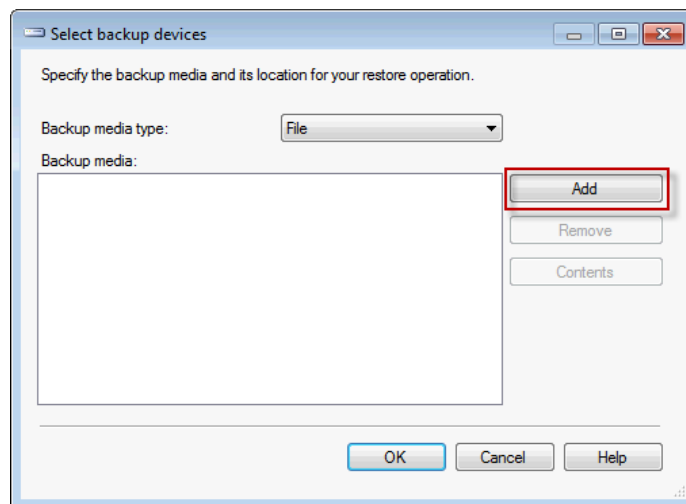 Select backup devices
Specify the backup media and its location for your restore operation.
Backup media type:
File
Backup media:
Add
Remove
Contents
OK
Cancel
Help